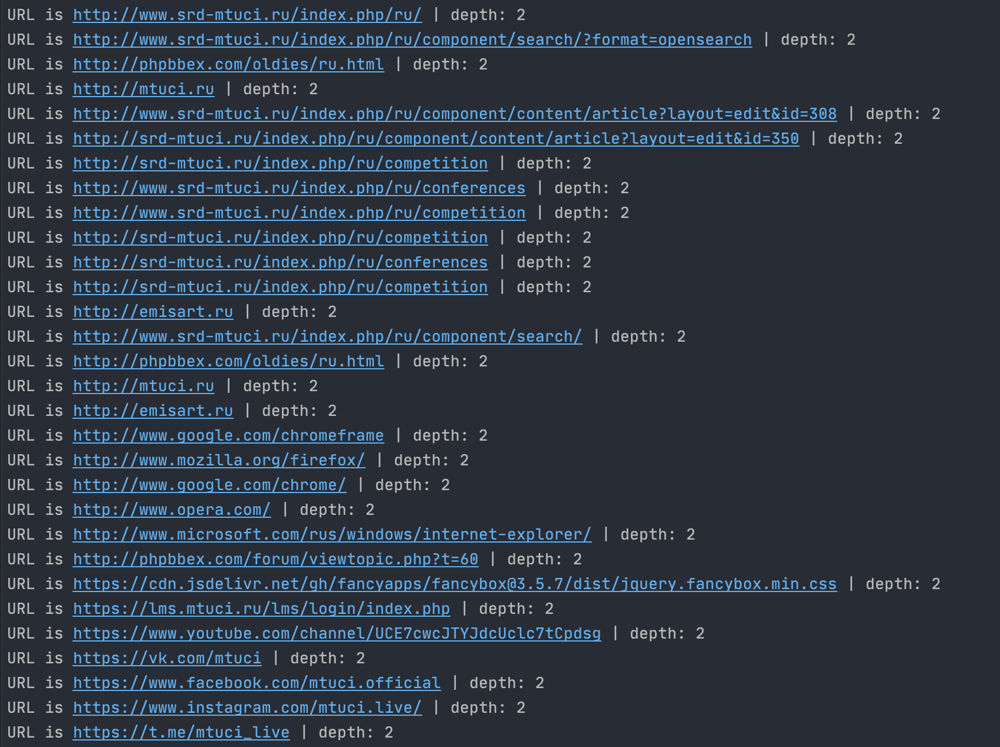 URL is http://www.srd-mtuci.ru/index.php/ru/ | depth: 2
URL is http://www.srd-mtuci.ru/index.php/ru/component/search/?format=opensearch | depth: 2
URL is http://phpbbex.com/oldies/ru.html | depth: 2
URL is http://mtuci.ru | depth: 2
URL is http://www.srd-mtuci.ru/index.php/ru/component/content/article?layout=edit&id=308 | depth: 2
URL is http://srd-mtuci.ru/index.php/ru/component/content/article?layout=edit&id=350 | depth: 2
URL is http://srd-mtuci.ru/index.php/ru/competition | depth: 2
URL is http://www.srd-mtuci.ru/index.php/ru/conferences | depth: 2
URL is http://www.srd-mtuci.ru/index.php/ru/competition | depth: 2
URL is http://srd-mtuci.ru/index.php/ru/competition | depth: 2
URL is http://srd-mtuci.ru/index.php/ru/conferences | depth: 2
URL is http://srd-mtuci.ru/index.php/ru/competition | depth: 2
URL is http://emisart.ru | depth: 2
URL is http://www.srd-mtuci.ru/index.php/ru/component/search/ | depth: 2
URL is http://phpbbex.com/oldies/ru.html | depth: 2
URL is http://mtuci.ru | depth: 2
URL is http://emisart.ru | depth: 2
URL is http://www.google.com/chromeframe | depth: 2
URL is http://www.mozilla.org/firefox/ | depth: 2
URL is http://www.google.com/chrome/ | depth: 2
URL is http://www.opera.com/ | depth: 2
URL is http://www.microsoft.com/rus/windows/internet-explorer/ | depth: 2
URL is http://phpbbex.com/forum/viewtopic.php?t=60 | depth: 2
URL is https://cdn.jsdelivr.net/gh/fancyapps/fancybox@3.5.7/dist/jquery.fancybox.min.css | depth: 2
URL is https://lms.mtuci.ru/lms/login/index.php | depth: 2
URL is https://www.youtube.com/channel/UCE7cwcJTYJdcUclc7tCpdsg | depth: 2
URL is https://vk.com/mtuci | depth: 2
URL is https://www.facebook.com/mtuci.official | depth: 2
URL is https://www.instagram.com/mtuci.live/ | depth: 2
URL is https://t.me/mtuci_live | depth: 2